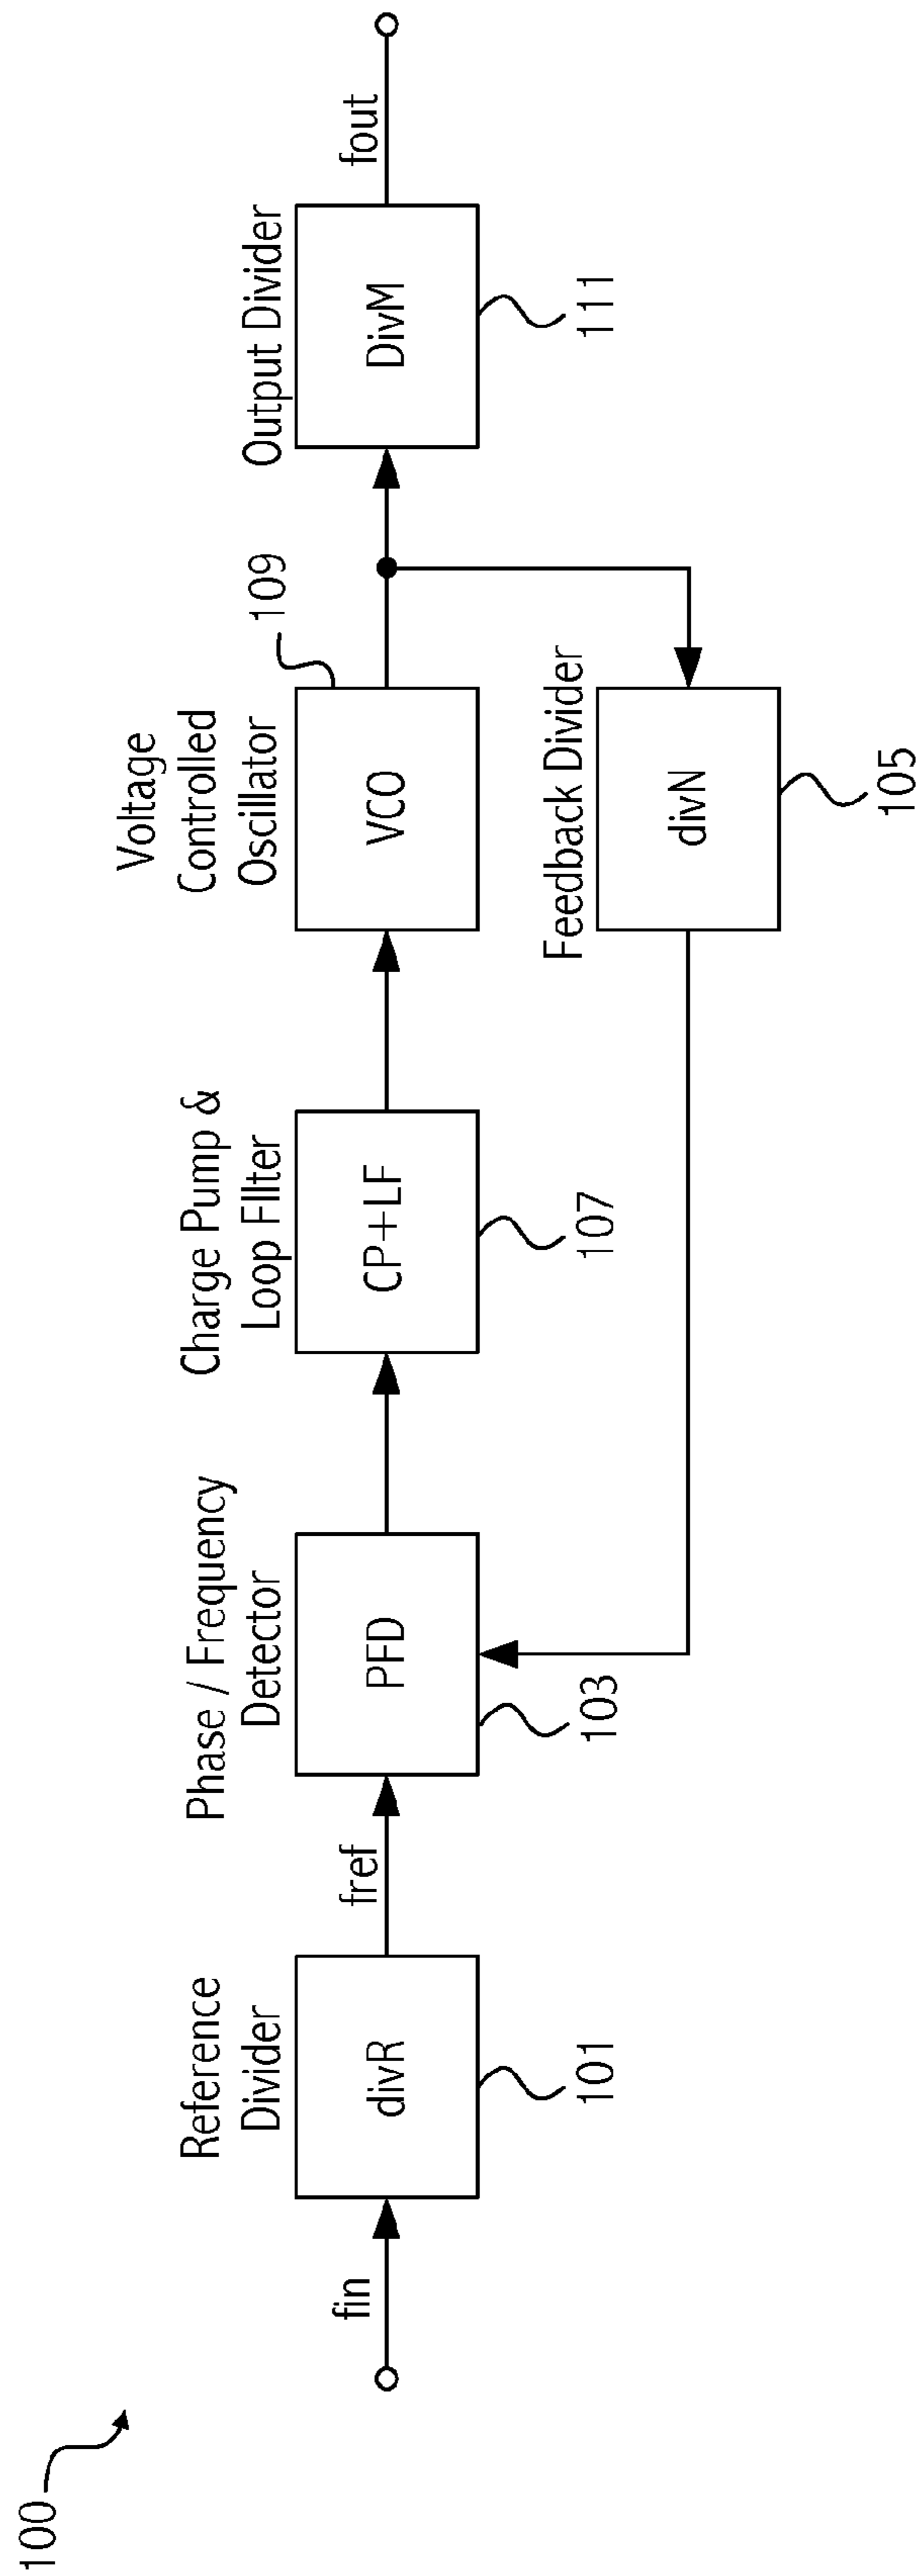 100
fin
Reference
Divider
divR
101
fref
Phase / Frequency
Detector
PFD
103
Charge Pump &
Loop FIlter
CP+LF
107
Voltage
Controlled
Oscillator
109
VCO
Feedback Divider
divN
105
Output Divider
DivM
111
fout